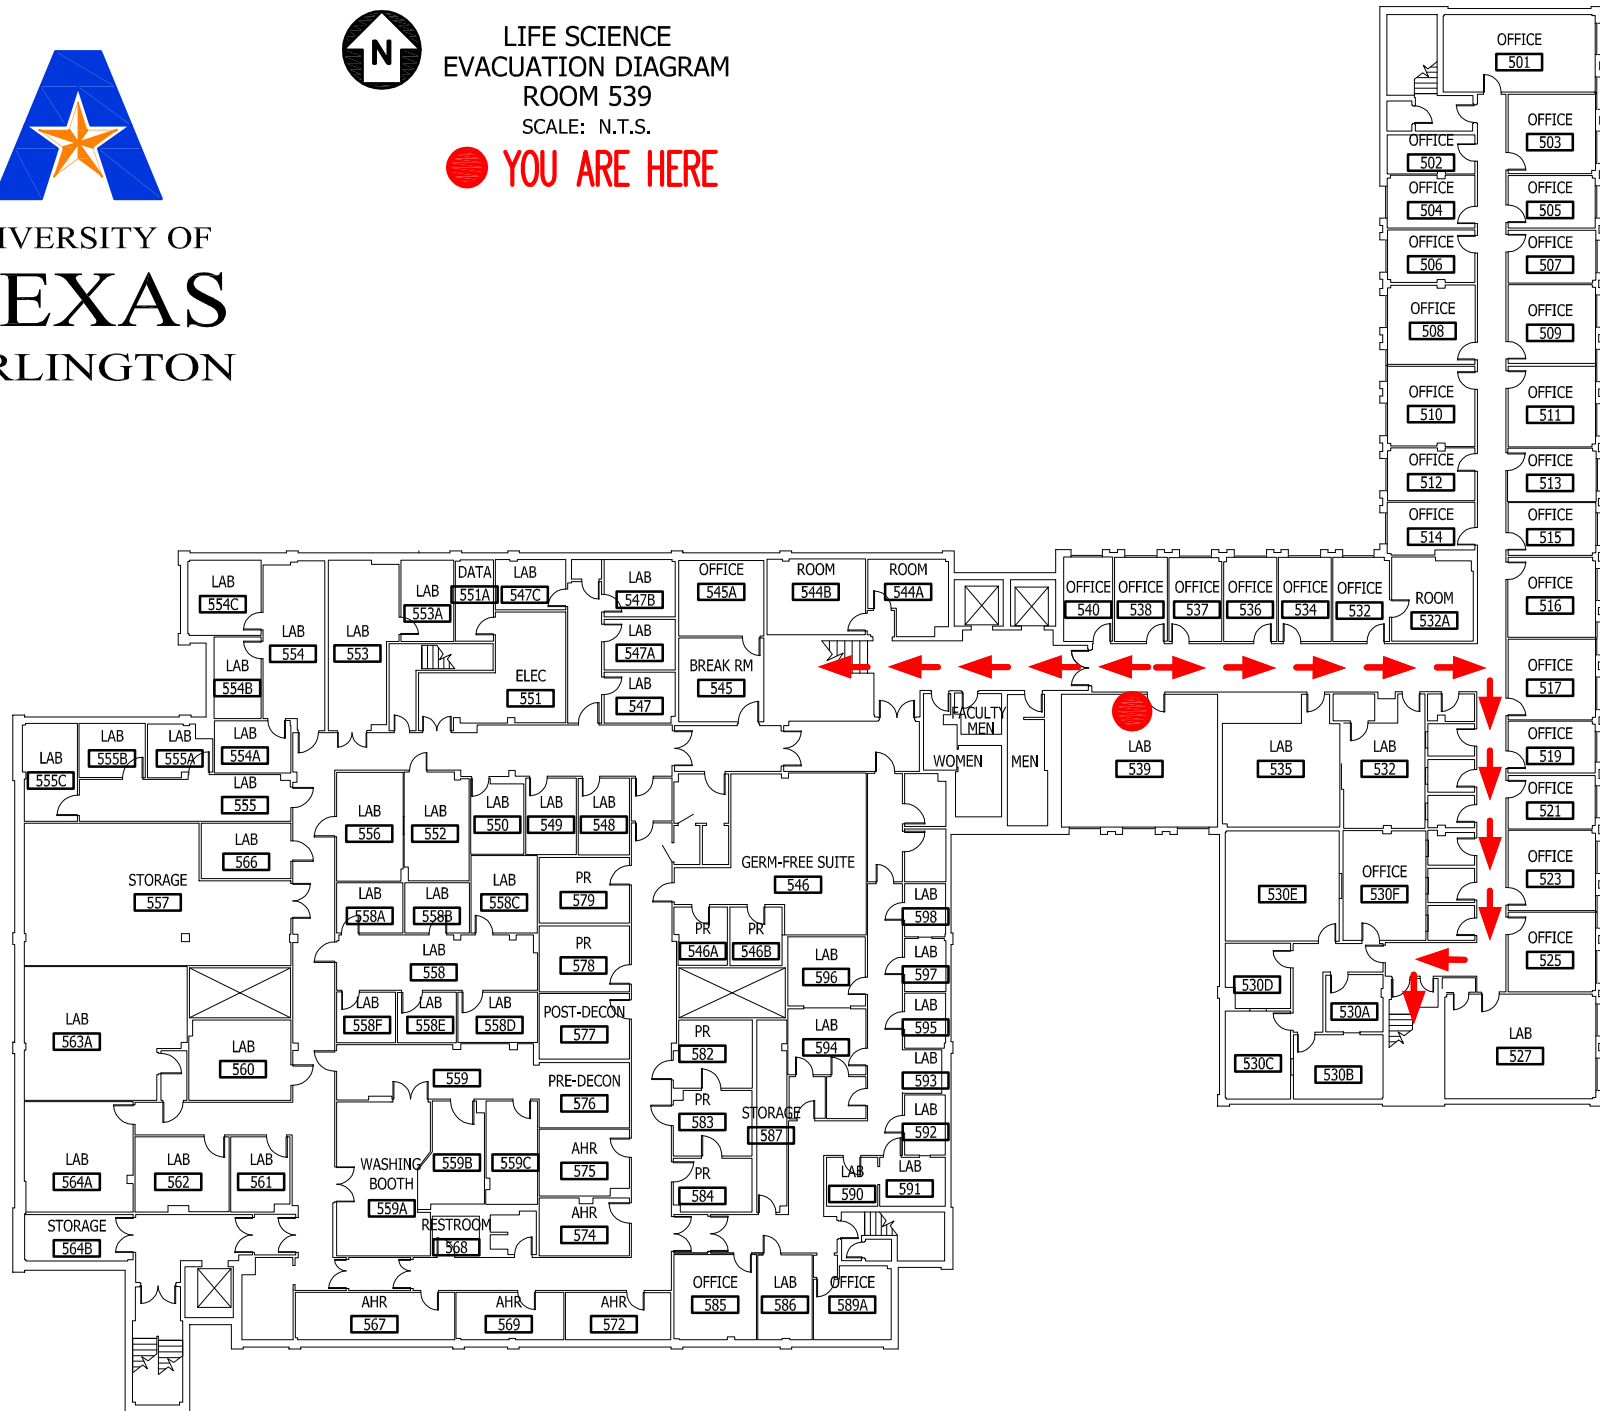 N
LIFE SCIENCE
EVACUATION DIAGRAM
ROOM 539
SCALE: N.T.S.
YOU ARE HERE
IVERSITY OF
EXAS
RLINGTON
OFFICE
501
OFFICE
503
OFFICE
502
OFFICE
504
OFFICE
505
OFFICE
506
OFFICE
507
OFFICE
508
OFFICE
509
OFFICE
510
OFFICE
511
OFFICE
512
OFFICE
513
OFFICE
514
OFFICE
515
OFFICE
516
OFFICE
517
OFFICE
519
OFFICE
521
OFFICE
523
OFFICE
525
LAB
527
OFFICE
540
OFFICE
538
OFFICE
537
OFFICE
536
OFFICE
534
OFFICE
532
ROOM
532A
LAB
539
LAB
535
LAB
532
530E
OFFICE
530F
530D
530A
530C
530B
FACULTY
MEN
WOMEN
MEN
LAB
554C
LAB
554
LAB
553
LAB
553A
DATA
551A
LAB
547C
LAB
547B
OFFICE
545A
ROOM
544B
ROOM
544A
LAB
554B
LAB
547A
ELEC
551
LAB
547
BREAK RM
545
LAB
555C
LAB
555B
LAB
555A
LAB
554A
LAB
555
LAB
556
LAB
552
LAB
550
LAB
549
LAB
548
LAB
566
STORAGE
557
GERM-FREE SUITE
546
LAB
558A
LAB
558B
LAB
558C
PR
579
LAB
598
PR
546A
PR
546B
LAB
558
PR
578
LAB
596
LAB
597
LAB
558F
LAB
558E
LAB
558D
POST-DECON
577
LAB
595
LAB
563A
LAB
560
PR
582
LAB
594
LAB
593
559
PRE-DECON
576
PR
583
STORAGE
587
LAB
592
LAB
564A
LAB
562
LAB
561
WASHING
BOOTH
559A
559B
559C
AHR
575
PR
584
LAB
590
LAB
591
STORAGE
564B
RESTROOM
568
AHR
574
AHR
567
AHR
569
AHR
572
OFFICE
585
LAB
586
OFFICE
589A